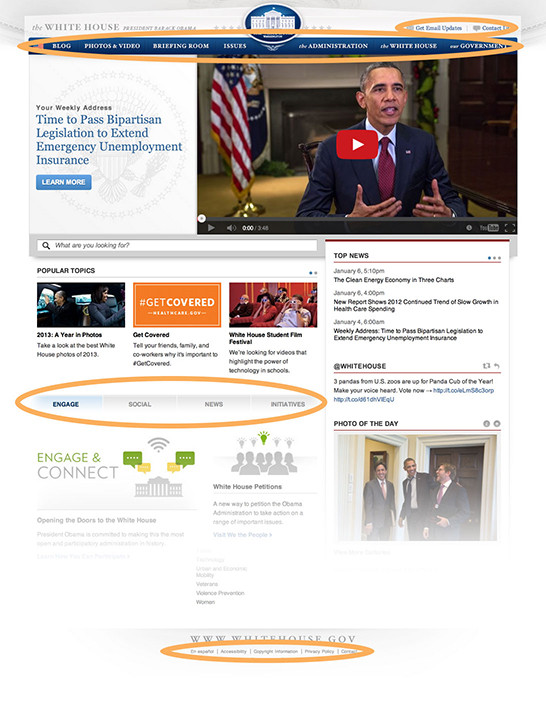 the WHITE HOUSE PRESIDENT BARACK OBAMA
Get Email Updates | Contact
BLOG PHOTOS & VIDEO BRIEFING ROOM ISSUES the ADMINISTRATION the WHITE HOUSE our GOVERNMENT
Your Weekly Address
Time to Pass Bipartisan
Legislation to Extend
Emergency Unemployment
Insurance
LEARN MORE
0:00 / 3:48
YouTube
What are you looking for?
POPULAR TOPICS
#GETCOVERED
HEALTHCARE.GOV
2013: A Year in Photos
Take a look at the best White
House photos of 2013.
Get Covered
Tell your friends, family, and
co-workers why it's important to
#GetCovered.
White House Student Film
Festival
We're looking for videos that
highlight the power of
technology in schools.
TOP NEWS
January 6, 5:10pm
The Clean Energy Economy in Three Charts
January 6, 4:00pm
New Report Shows 2012 Continued Trend of Slow Growth in
Health Care Spending
January 4, 6:00am
Weekly Address: Time to Pass Bipartisan Legislation to
Extend Emergency Unemployment Insurance
@WHITEHOUSE
3 pandas from U.S. zoos are up for Panda Cub of the Year!
Make your voice heard. Vote now → http://t.co/eLmS8c3orp
http://t.co/d61dhVlEqU
PHOTO OF THE DAY
ENGAGE SOCIAL NEWS INITIATIVES
ENGAGE &
CONNECT
Opening the Doors to the White House
President Obama is committed to making this the most
open and participatory administration in history.
White House Petitions
A new way to petition the Obama
Administration to take action on a
range of important issues.
Visit We the People
Technology
Urban and Economic
Mobility
Veterans
Violence Prevention
Women
WWW.WHITEHOUSE.GOV
En español | Accessibility | Copyright Information | Privacy Policy | Contact